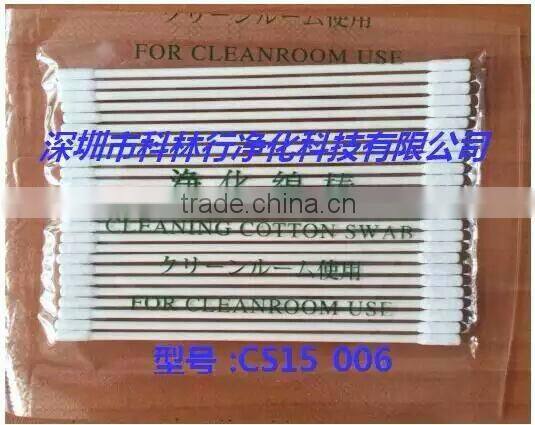 クリーンルーム使用
FOR CLEANROOM USE
深圳市科林行净化科技有限公司
净化綿棒
trade.china.cn
CLEANING COTTON SWAB
クリーンルーム使用
FOR CLEANROOM USE
型号 :CS15 006